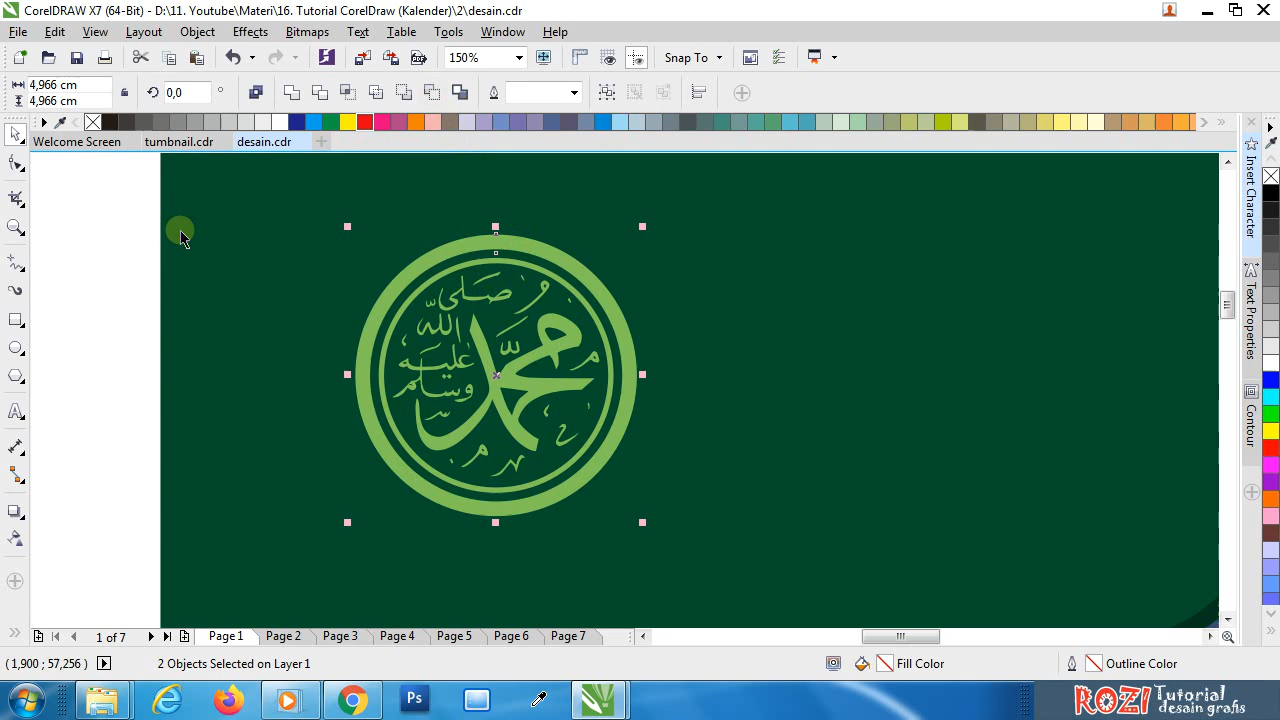 CorelDRAW X7 (64-Bit) - D:\11. Youtube\Materi\16. Tutorial CorelDraw (Kalender)\2\desain.cdr
File Edit View Layout Object Effects Bitmaps Text Table Tools Window Help
150% Snap To
4,966 cm
4,966 cm
0,0 °
Welcome Screen tumbnail.cdr desain.cdr
محمد
صلى
الله
عليه
وسلم
Insert Character
Text Properties
Contour
1 of 7 Page 1 Page 2 Page 3 Page 4 Page 5 Page 6 Page 7
(1,900 ; 57,256) 2 Objects Selected on Layer 1 Fill Color Outline Color
Ps
ROZI Tutorial
desain grafis